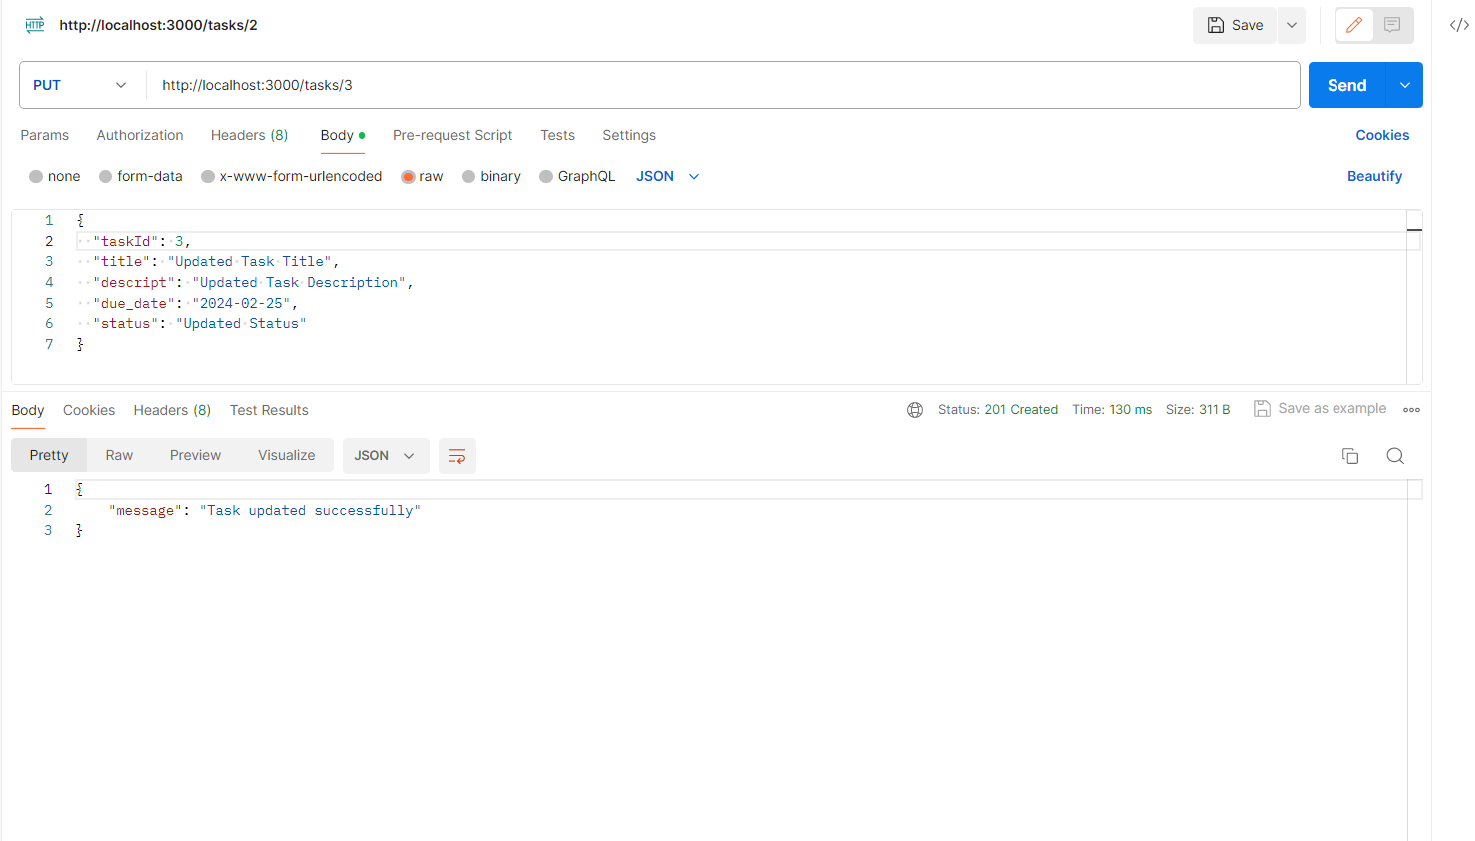 HTTP http://localhost:3000/tasks/2 Save </>
PUT http://localhost:3000/tasks/3 Send
Params Authorization Headers (8) Body Pre-request Script Tests Settings Cookies
none form-data x-www-form-urlencoded raw binary GraphQL JSON Beautify
1 {
2 "taskId": 3,
3 "title": "Updated Task Title",
4 "descript": "Updated Task Description",
5 "due_date": "2024-02-25",
6 "status": "Updated Status"
7 }
Body Cookies Headers (8) Test Results Status: 201 Created Time: 130 ms Size: 311 B Save as example
Pretty Raw Preview Visualize JSON
1 {
2 "message": "Task updated successfully"
3 }